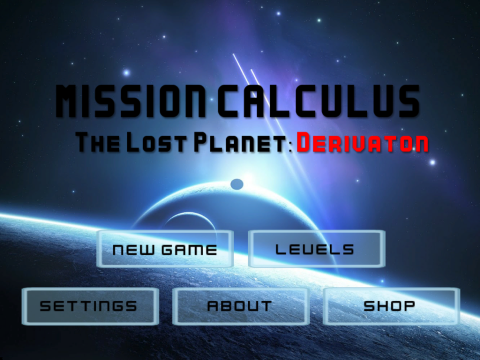 MISSION CALCULUS
THE LOST PLANET: DERIVATON
NEW GAME
LEVELS
SETTINGS
ABOUT
SHOP